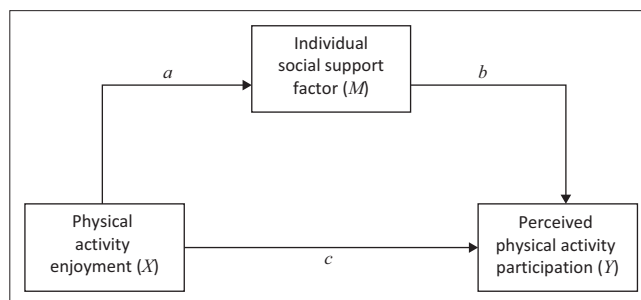 Individual
social support
factor (M)
a
b
Physical
activity
enjoyment (X)
c
Perceived
physical activity
participation (Y)